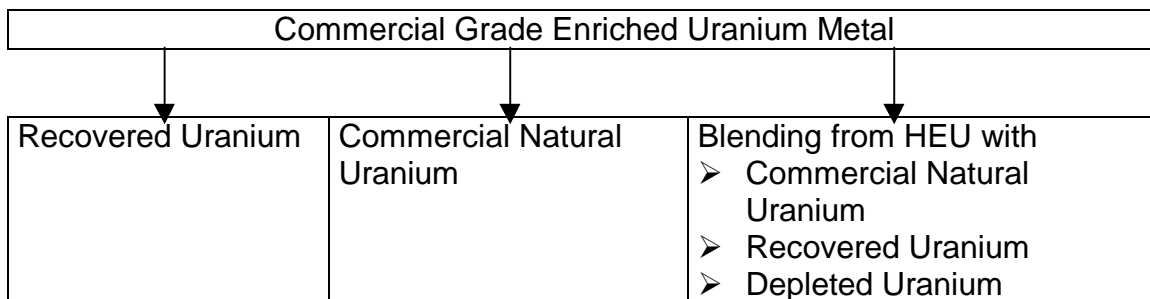 Commercial Grade Enriched Uranium Metal
Recovered Uranium
Commercial Natural
Uranium
Blending from HEU with
➢ Commercial Natural
Uranium
➢ Recovered Uranium
➢ Depleted Uranium